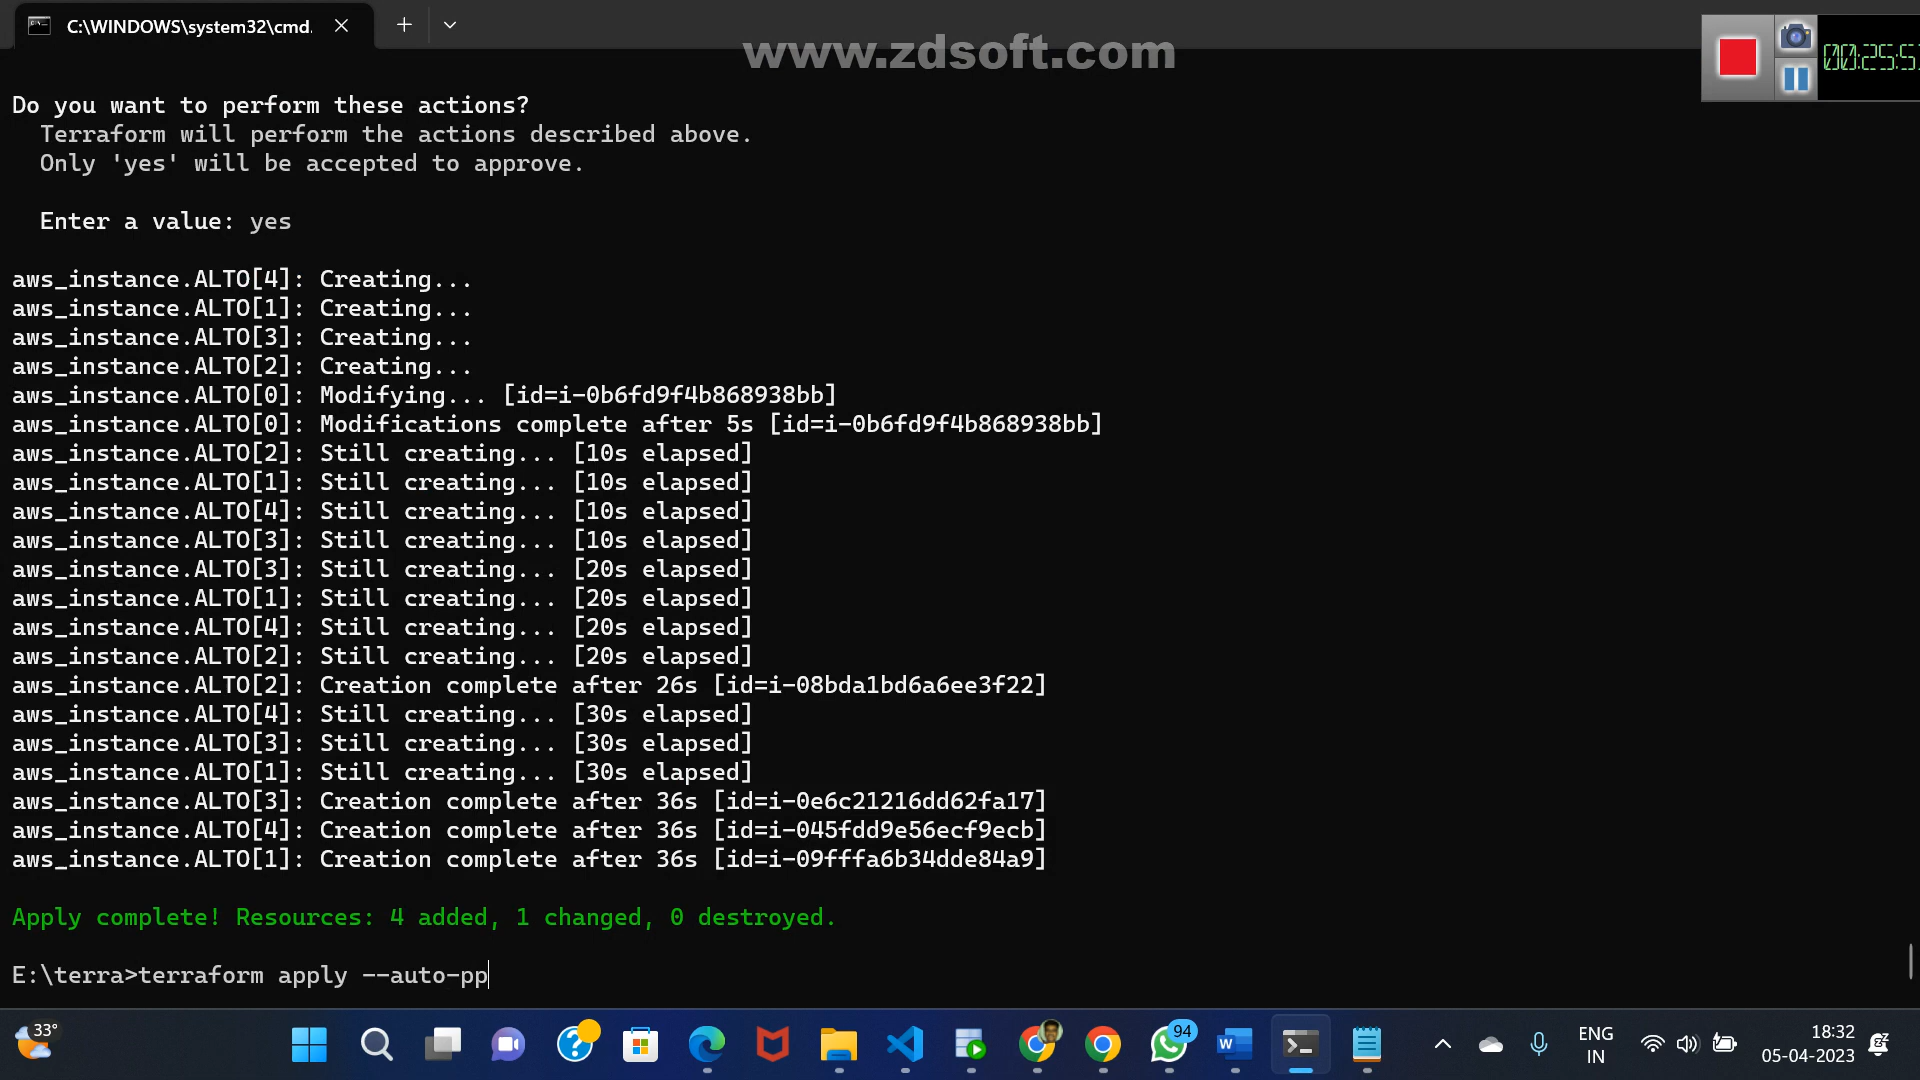 C:\WINDOWS\system32\cmd.
www.zdsoft.com
Do you want to perform these actions?
Terraform will perform the actions described above.
Only 'yes' will be accepted to approve.
Enter a value: yes
aws_instance.ALTO[4]: Creating...
aws_instance.ALTO[1]: Creating...
aws_instance.ALTO[3]: Creating...
aws_instance.ALTO[2]: Creating...
aws_instance.ALTO[0]: Modifying... [id=i-0b6fd9f4b868938bb]
aws_instance.ALTO[0]: Modifications complete after 5s [id=i-0b6fd9f4b868938bb]
aws_instance.ALTO[2]: Still creating... [10s elapsed]
aws_instance.ALTO[1]: Still creating... [10s elapsed]
aws_instance.ALTO[4]: Still creating... [10s elapsed]
aws_instance.ALTO[3]: Still creating... [10s elapsed]
aws_instance.ALTO[3]: Still creating... [20s elapsed]
aws_instance.ALTO[1]: Still creating... [20s elapsed]
aws_instance.ALTO[4]: Still creating... [20s elapsed]
aws_instance.ALTO[2]: Still creating... [20s elapsed]
aws_instance.ALTO[2]: Creation complete after 26s [id=i-08bda1bd6a6ee3f22]
aws_instance.ALTO[4]: Still creating... [30s elapsed]
aws_instance.ALTO[3]: Still creating... [30s elapsed]
aws_instance.ALTO[1]: Still creating... [30s elapsed]
aws_instance.ALTO[3]: Creation complete after 36s [id=i-0e6c21216dd62fa17]
aws_instance.ALTO[4]: Creation complete after 36s [id=i-045fdd9e56ecf9ecb]
aws_instance.ALTO[1]: Creation complete after 36s [id=i-09fffa6b34dde84a9]
Apply complete! Resources: 4 added, 1 changed, 0 destroyed.
E:\terra>terraform apply --auto-pp
33°
94
ENG
IN
18:32
05-04-2023